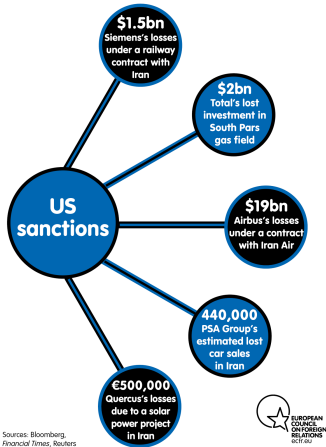 $1.5bn
Siemens's losses
under a railway
contract with
Iran
$2bn
Total's lost
investment in
South Pars
gas field
US
sanctions
$19bn
Airbus's losses
under a contract
with Iran Air
440,000
PSA Group's
estimated lost
car sales
in Iran
€500,000
Quercus's losses
due to a solar
power project
in Iran
Sources: Bloomberg,
Financial Times, Reuters
EUROPEAN
COUNCIL
ON FOREIGN
RELATIONS
ecfr.eu